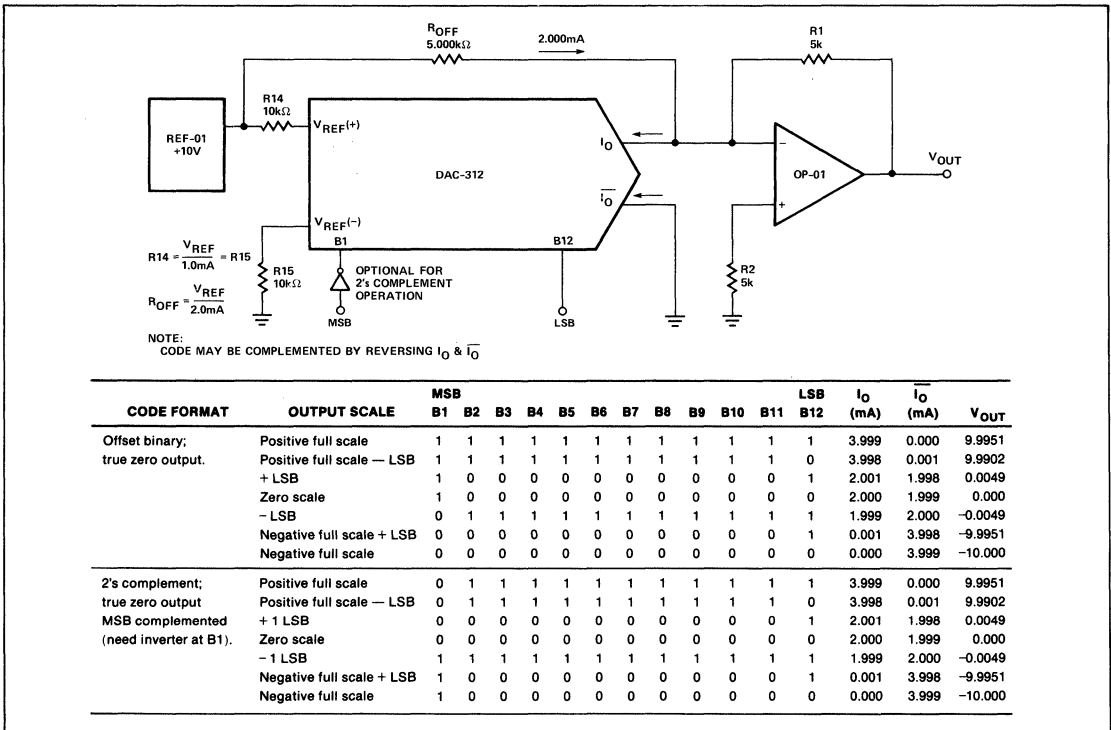 R_OFF
5.000kΩ
2.000mA
R1
5k
R14
10kΩ
REF-01
+10V
V_REF(+)
I_O
DAC-312
OP-01
V_OUT
−
+
I̅_O̅
V_REF(−)
B1
B12
R14 = V_REF / 1.0mA = R15
R_OFF = V_REF / 2.0mA
R15
10kΩ
OPTIONAL FOR
2's COMPLEMENT
OPERATION
MSB
LSB
R2
5k
NOTE:
CODE MAY BE COMPLEMENTED BY REVERSING I_O & I̅_O̅
MSB LSB I_O I̅_O̅
CODE FORMAT OUTPUT SCALE B1 B2 B3 B4 B5 B6 B7 B8 B9 B10 B11 B12 (mA) (mA) V_OUT
Offset binary; Positive full scale 1 1 1 1 1 1 1 1 1 1 1 1 3.999 0.000 9.9951
true zero output. Positive full scale — LSB 1 1 1 1 1 1 1 1 1 1 1 0 3.998 0.001 9.9902
+ LSB 1 0 0 0 0 0 0 0 0 0 0 1 2.001 1.998 0.0049
Zero scale 1 0 0 0 0 0 0 0 0 0 0 0 2.000 1.999 0.000
− LSB 0 1 1 1 1 1 1 1 1 1 1 1 1.999 2.000 −0.0049
Negative full scale + LSB 0 0 0 0 0 0 0 0 0 0 0 1 0.001 3.998 −9.9951
Negative full scale 0 0 0 0 0 0 0 0 0 0 0 0 0.000 3.999 −10.000
2's complement; Positive full scale 0 1 1 1 1 1 1 1 1 1 1 1 3.999 0.000 9.9951
true zero output Positive full scale — LSB 0 1 1 1 1 1 1 1 1 1 1 0 3.998 0.001 9.9902
MSB complemented + 1 LSB 0 0 0 0 0 0 0 0 0 0 0 1 2.001 1.998 0.0049
(need inverter at B1). Zero scale 0 0 0 0 0 0 0 0 0 0 0 0 2.000 1.999 0.000
− 1 LSB 1 1 1 1 1 1 1 1 1 1 1 1 1.999 2.000 −0.0049
Negative full scale + LSB 1 0 0 0 0 0 0 0 0 0 0 1 0.001 3.998 −9.9951
Negative full scale 1 0 0 0 0 0 0 0 0 0 0 0 0.000 3.999 −10.000